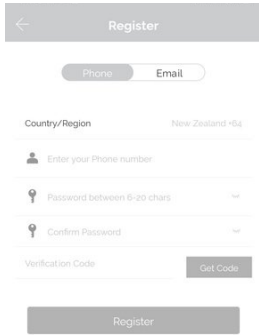 Register
Phone Email
Country/Region New Zealand +64
Enter your Phone number
Password between 6-20 chars
Confirm Password
Verification Code Get Code
Register